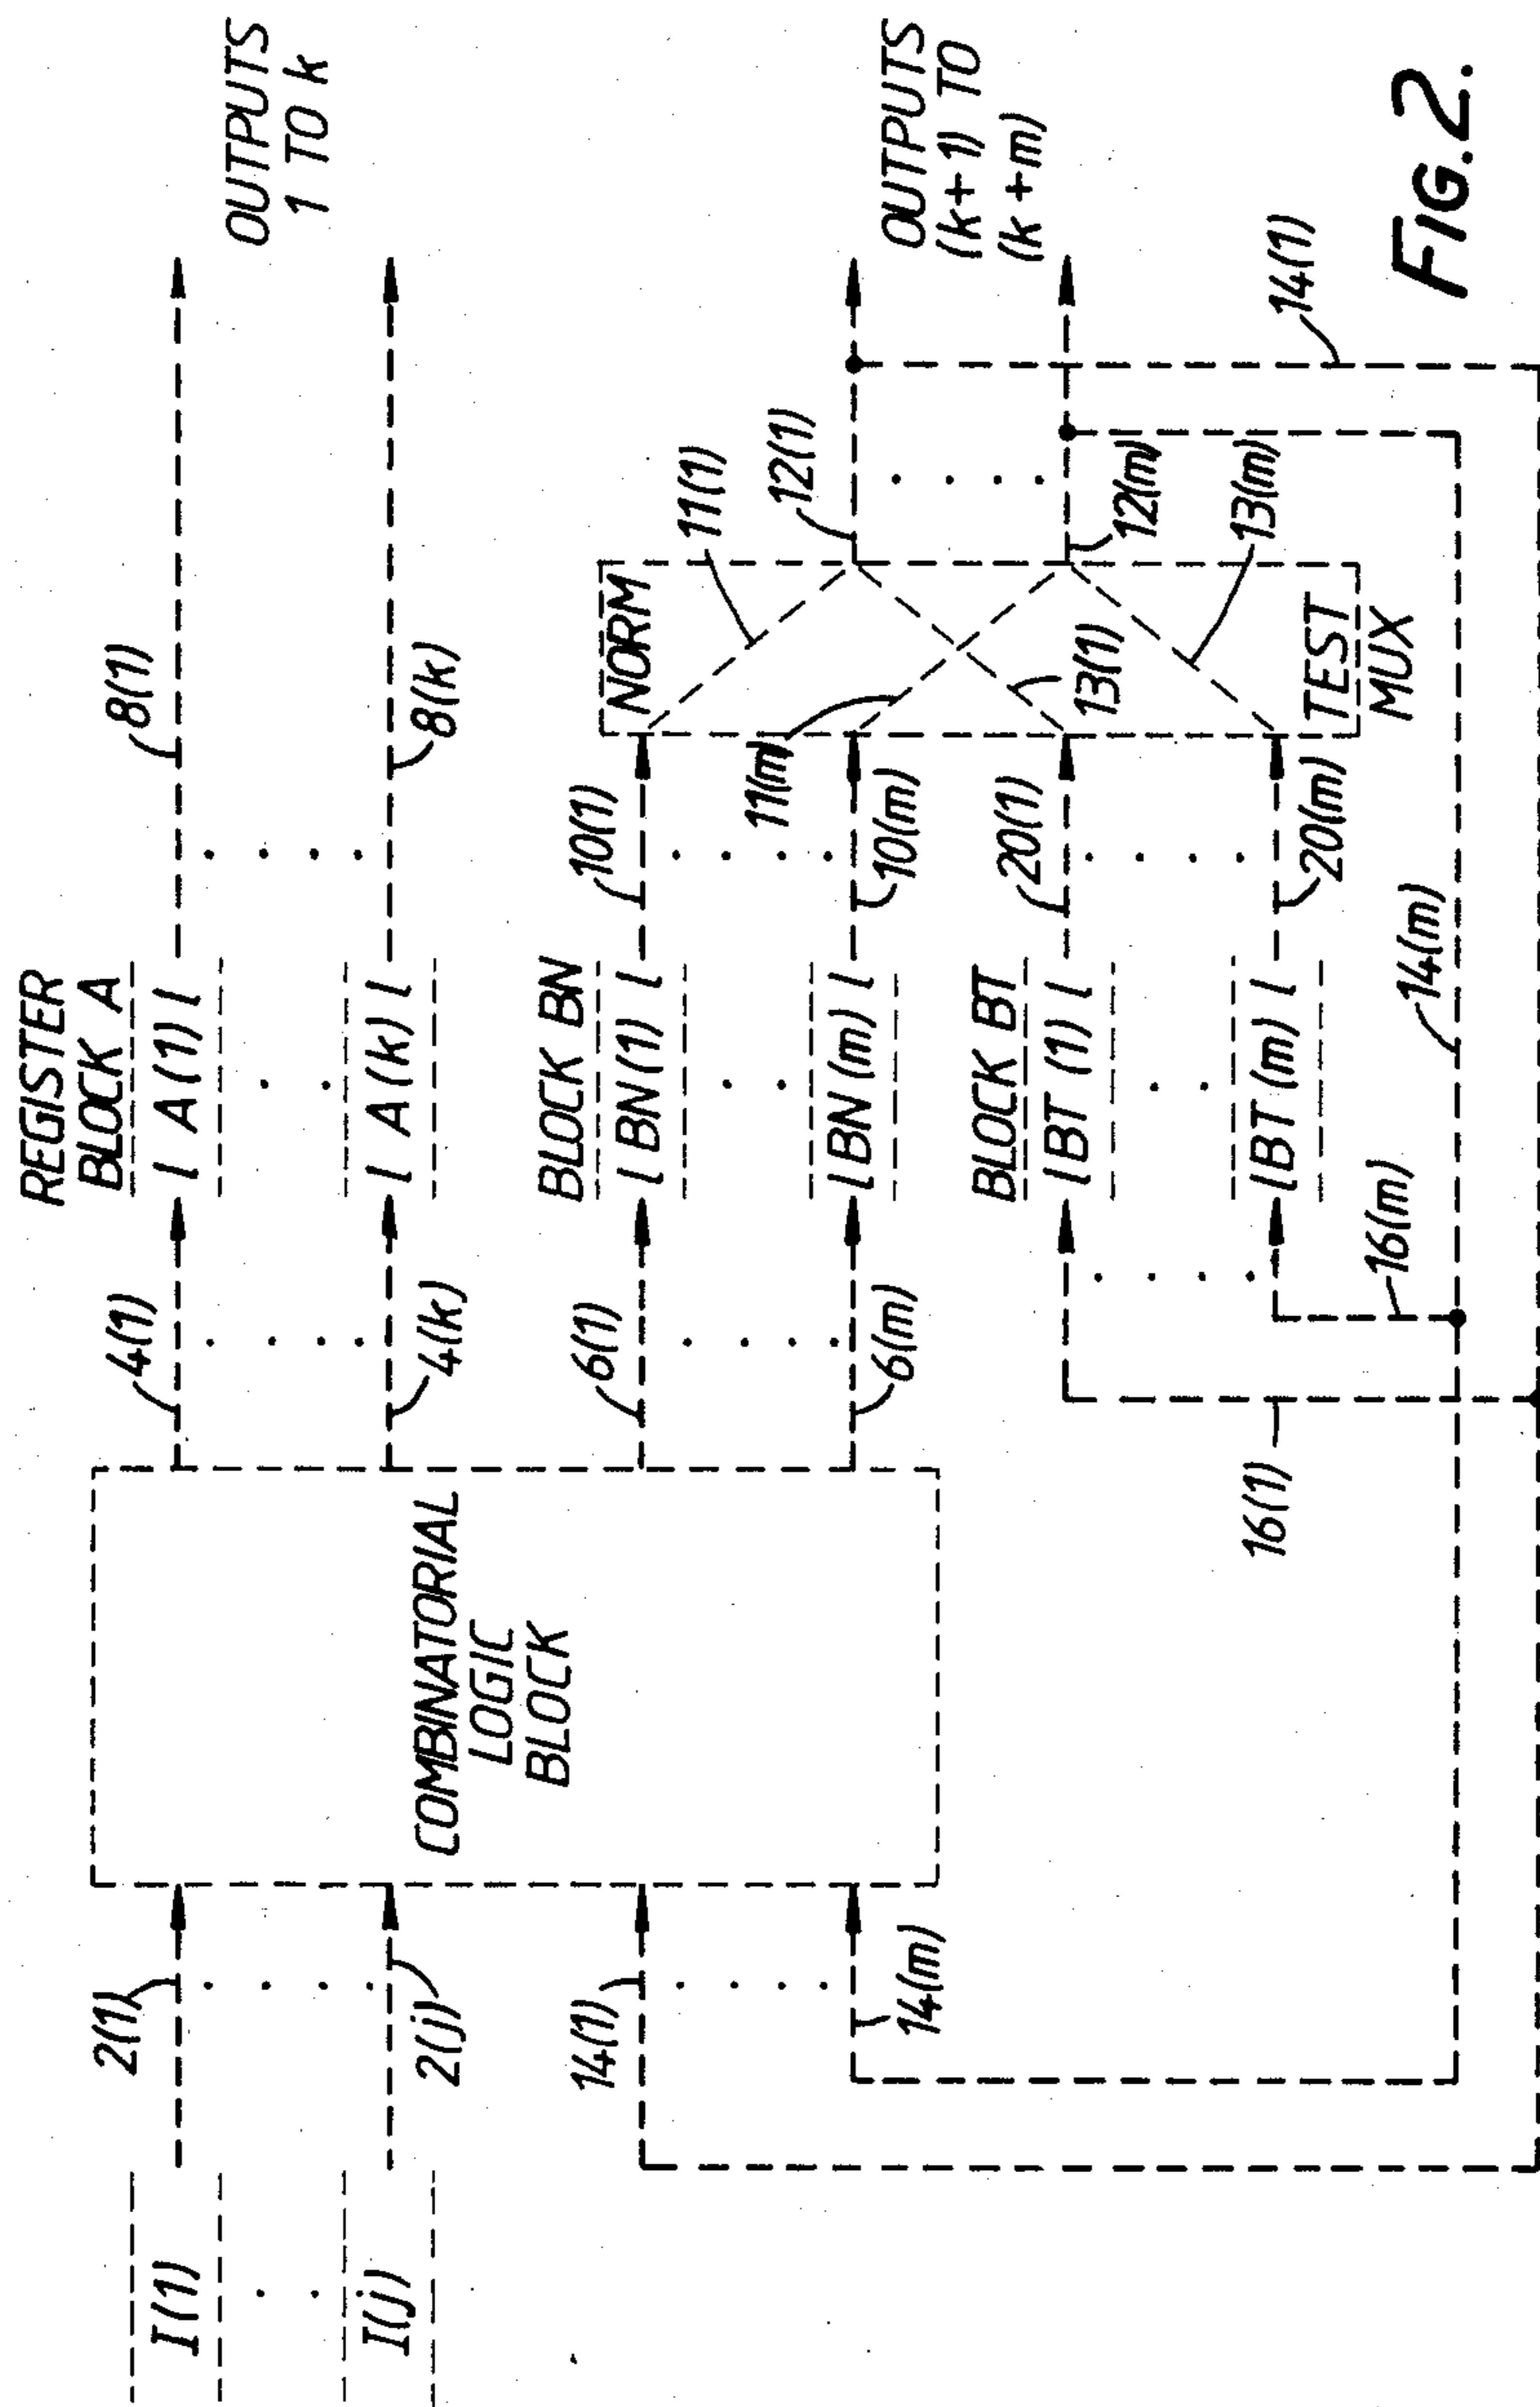 I(1)
I(j)
2(1)
2(j)
14(1)
14(m)
COMBINATORIAL
LOGIC
BLOCK
4(1)
4(k)
6(1)
6(m)
16(1)
16(m)
REGISTER
BLOCK A
A(1)
A(k)
BLOCK BN
BN(1)
BN(m)
BLOCK BT
BT(1)
BT(m)
14(m)
8(1)
8(k)
10(1)
10(m)
20(1)
20(m)
NORM
11(1)
11(m)
13(1)
13(m)
TEST
MUX
12(1)
12(m)
14(1)
OUTPUTS
1 TO k
OUTPUTS
(k+1) TO
(k+m)
FIG.2.